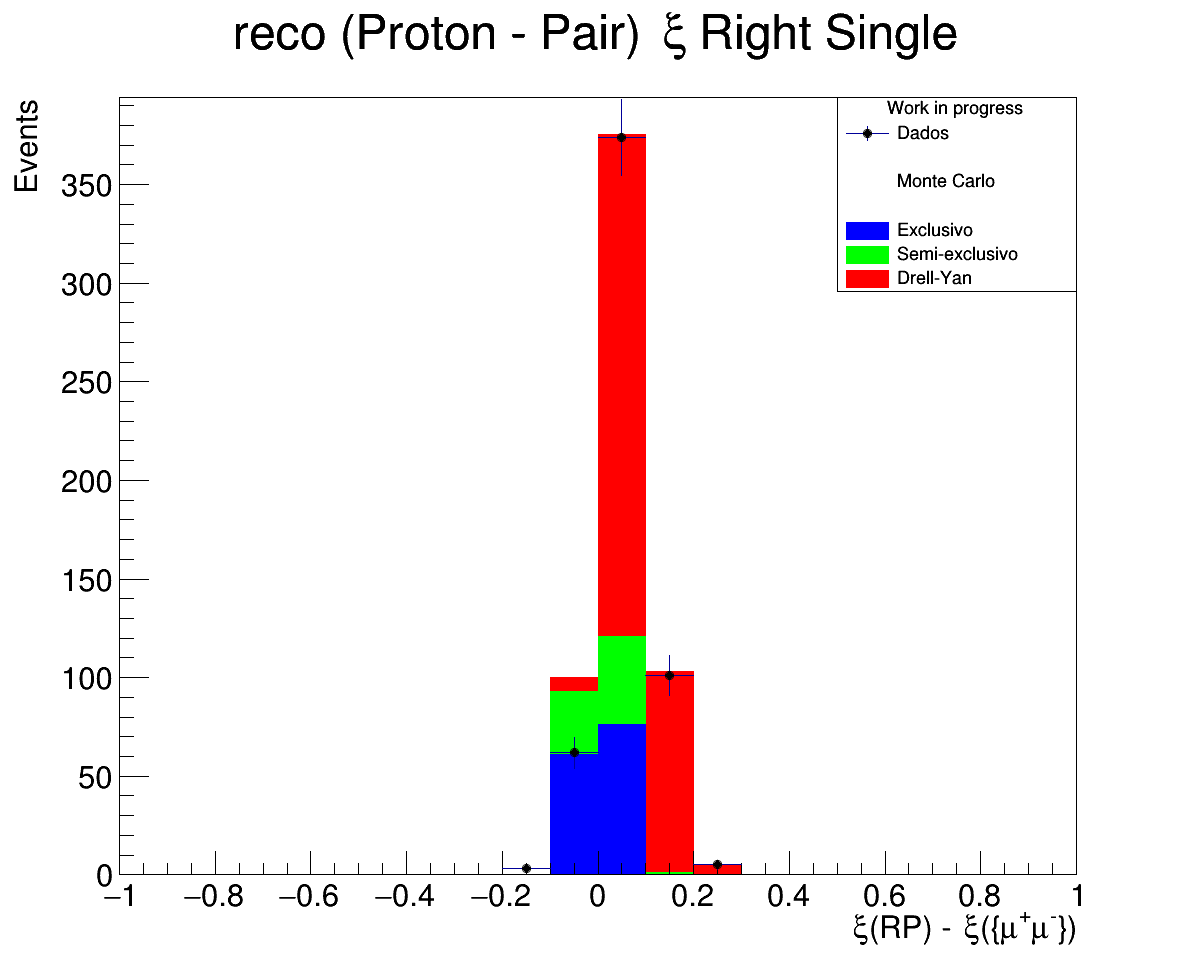 reco (Proton - Pair) ξ Right Single
Events
Work in progress
Dados
Monte Carlo
Exclusivo
Semi-exclusivo
Drell-Yan
350
300
250
200
150
100
50
0
−1 −0.8 −0.6 −0.4 −0.2 0 0.2 0.4 0.6 0.8 1
ξ(RP) - ξ({μ⁺μ⁻})